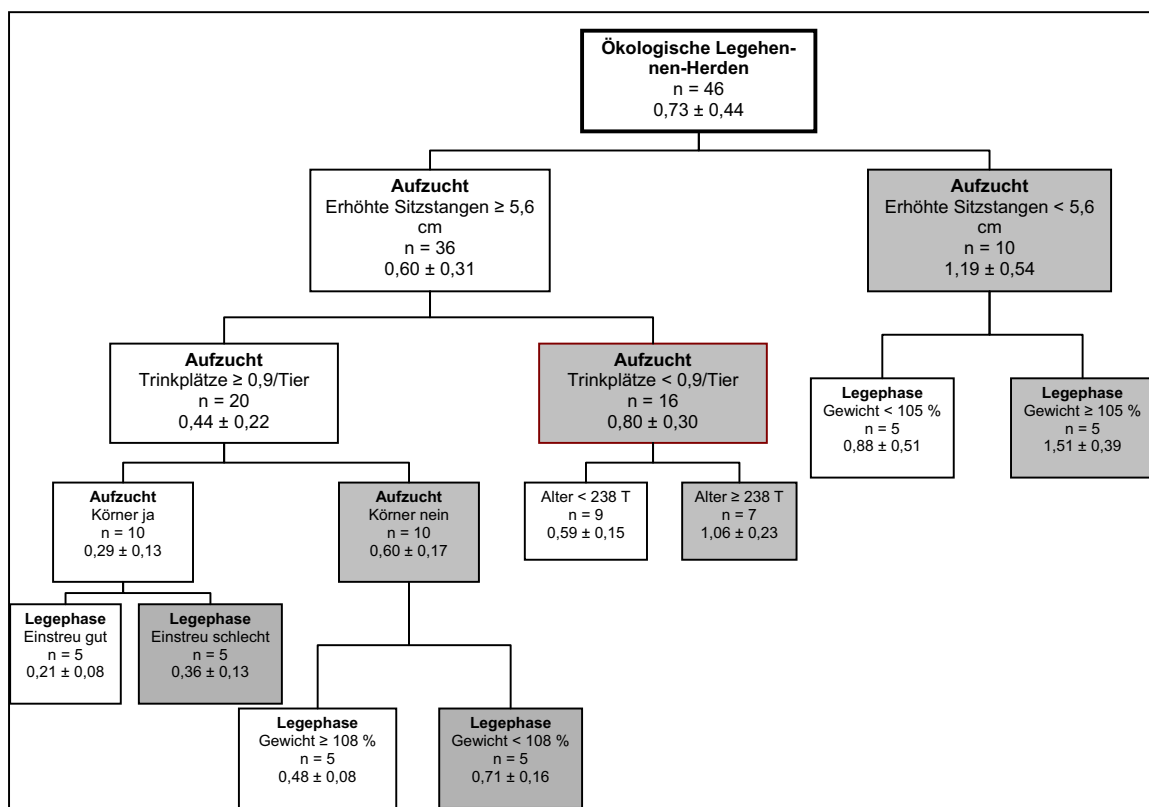 Ökologische Legehen-
nen-Herden
n = 46
0,73 ± 0,44
Aufzucht
Erhöhte Sitzstangen ≥ 5,6
cm
n = 36
0,60 ± 0,31
Aufzucht
Erhöhte Sitzstangen < 5,6
cm
n = 10
1,19 ± 0,54
Aufzucht
Trinkplätze ≥ 0,9/Tier
n = 20
0,44 ± 0,22
Aufzucht
Trinkplätze < 0,9/Tier
n = 16
0,80 ± 0,30
Legephase
Gewicht < 105 %
n = 5
0,88 ± 0,51
Legephase
Gewicht ≥ 105 %
n = 5
1,51 ± 0,39
Aufzucht
Körner ja
n = 10
0,29 ± 0,13
Aufzucht
Körner nein
n = 10
0,60 ± 0,17
Alter < 238 T
n = 9
0,59 ± 0,15
Alter ≥ 238 T
n = 7
1,06 ± 0,23
Legephase
Einstreu gut
n = 5
0,21 ± 0,08
Legephase
Einstreu schlecht
n = 5
0,36 ± 0,13
Legephase
Gewicht ≥ 108 %
n = 5
0,48 ± 0,08
Legephase
Gewicht < 108 %
n = 5
0,71 ± 0,16